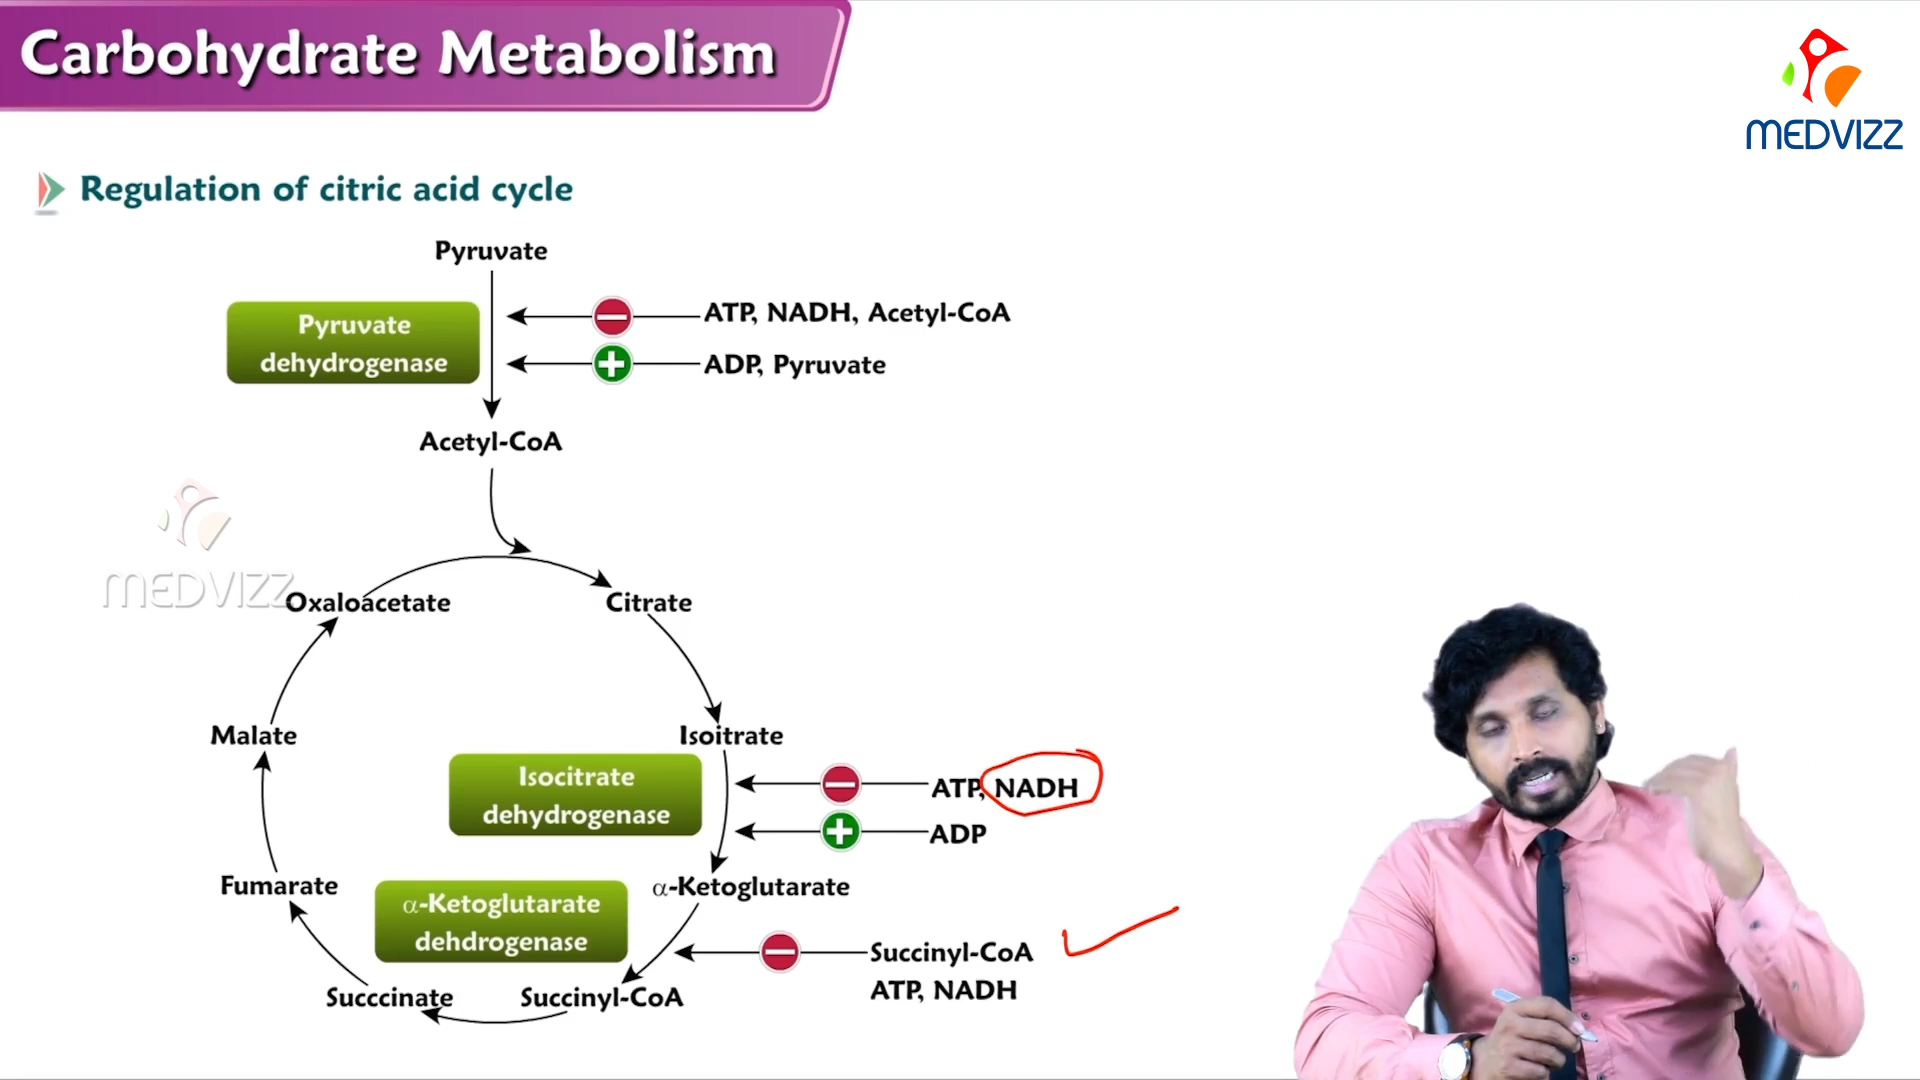 Carbohydrate Metabolism
MEDVIZZ
Regulation of citric acid cycle
Pyruvate
Pyruvate
dehydrogenase
ATP, NADH, Acetyl-CoA
ADP, Pyruvate
Acetyl-CoA
MEDVIZZ
Oxaloacetate
Citrate
Malate
Isoitrate
Isocitrate
dehydrogenase
ATP, NADH
ADP
Fumarate
α-Ketoglutarate
α-Ketoglutarate
dehdrogenase
Succinyl-CoA
ATP, NADH
Succcinate
Succinyl-CoA